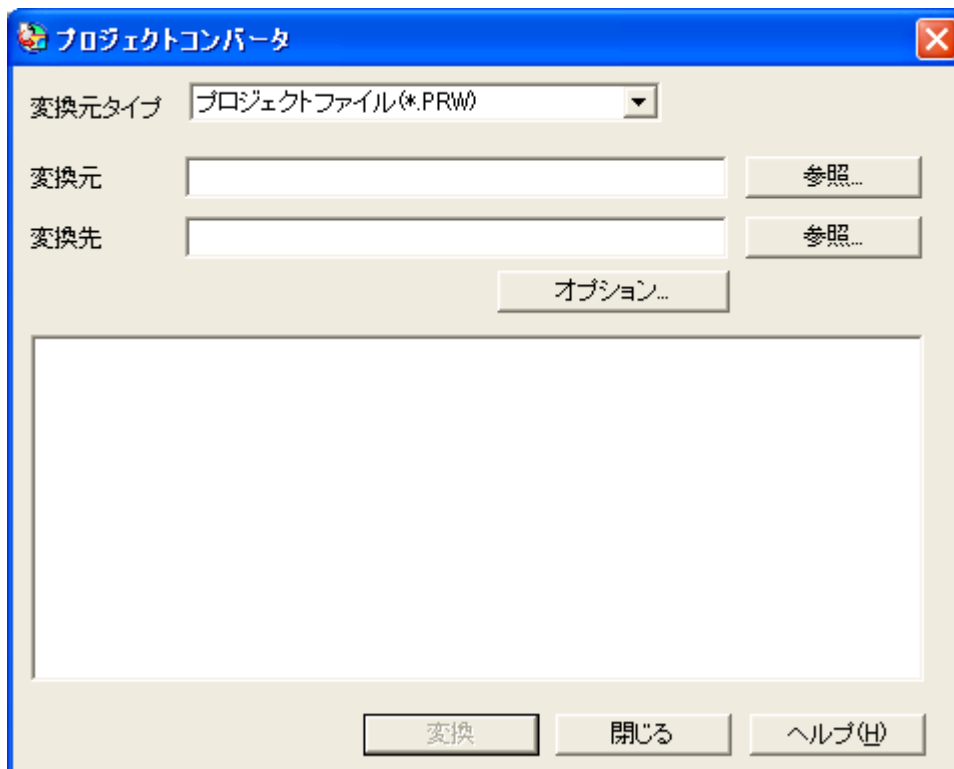 プロジェクトコンバータ
変換元タイプ プロジェクトファイル(*.PRW)
変換元 参照...
変換先 参照...
オプション...
変換 閉じる ヘルプ(H)